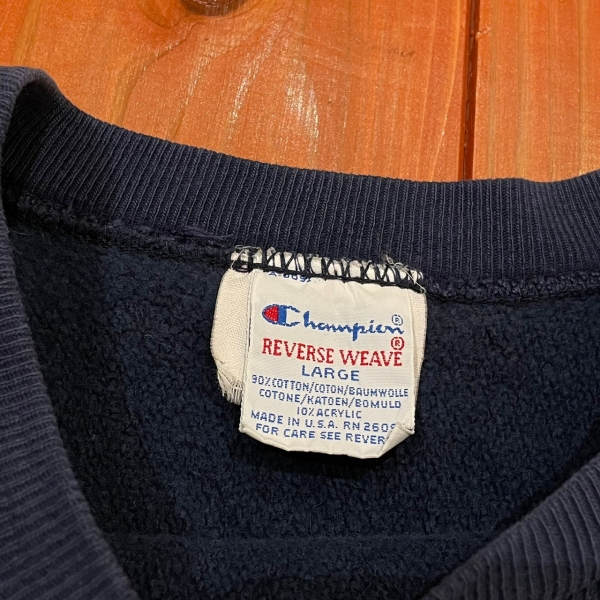 Champion®
REVERSE WEAVE®
LARGE
90% COTTON/COTON/BAUMWOLLE
COTONE/KATOEN/BOMULD
10% ACRYLIC
MADE IN U.S.A. RN 2609
FOR CARE SEE REVER